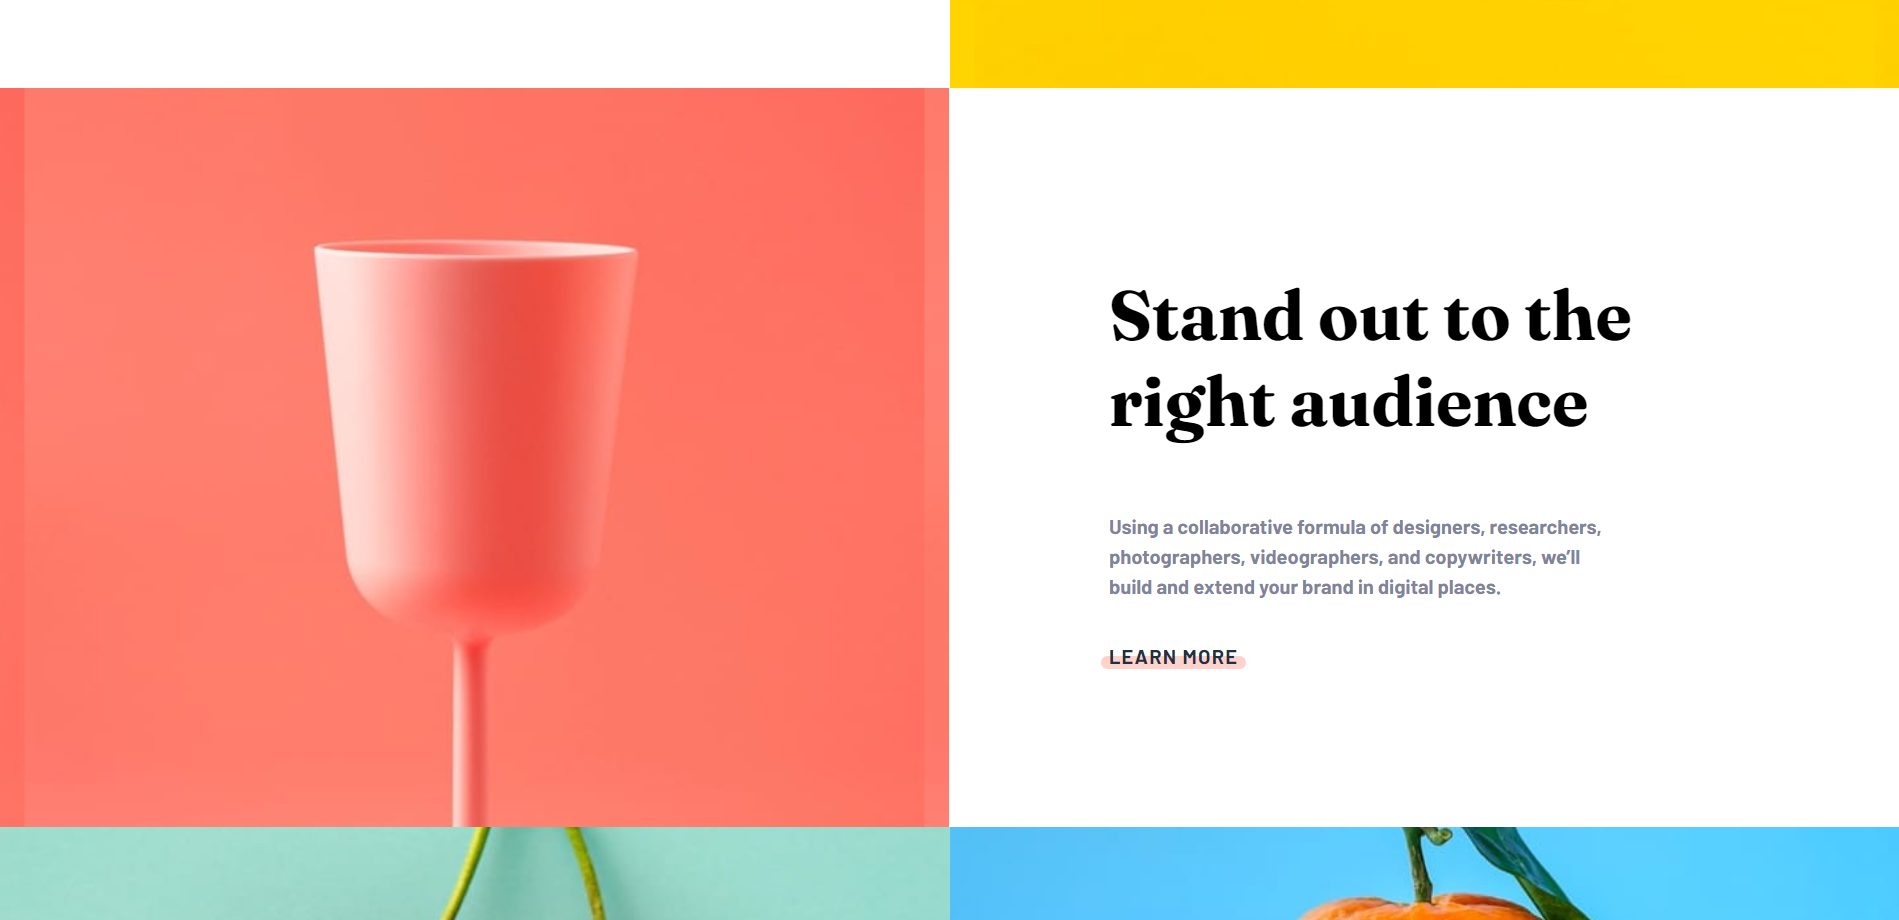 Stand out to the
right audience
Using a collaborative formula of designers, researchers,
photographers, videographers, and copywriters, we’ll
build and extend your brand in digital places.
LEARN MORE